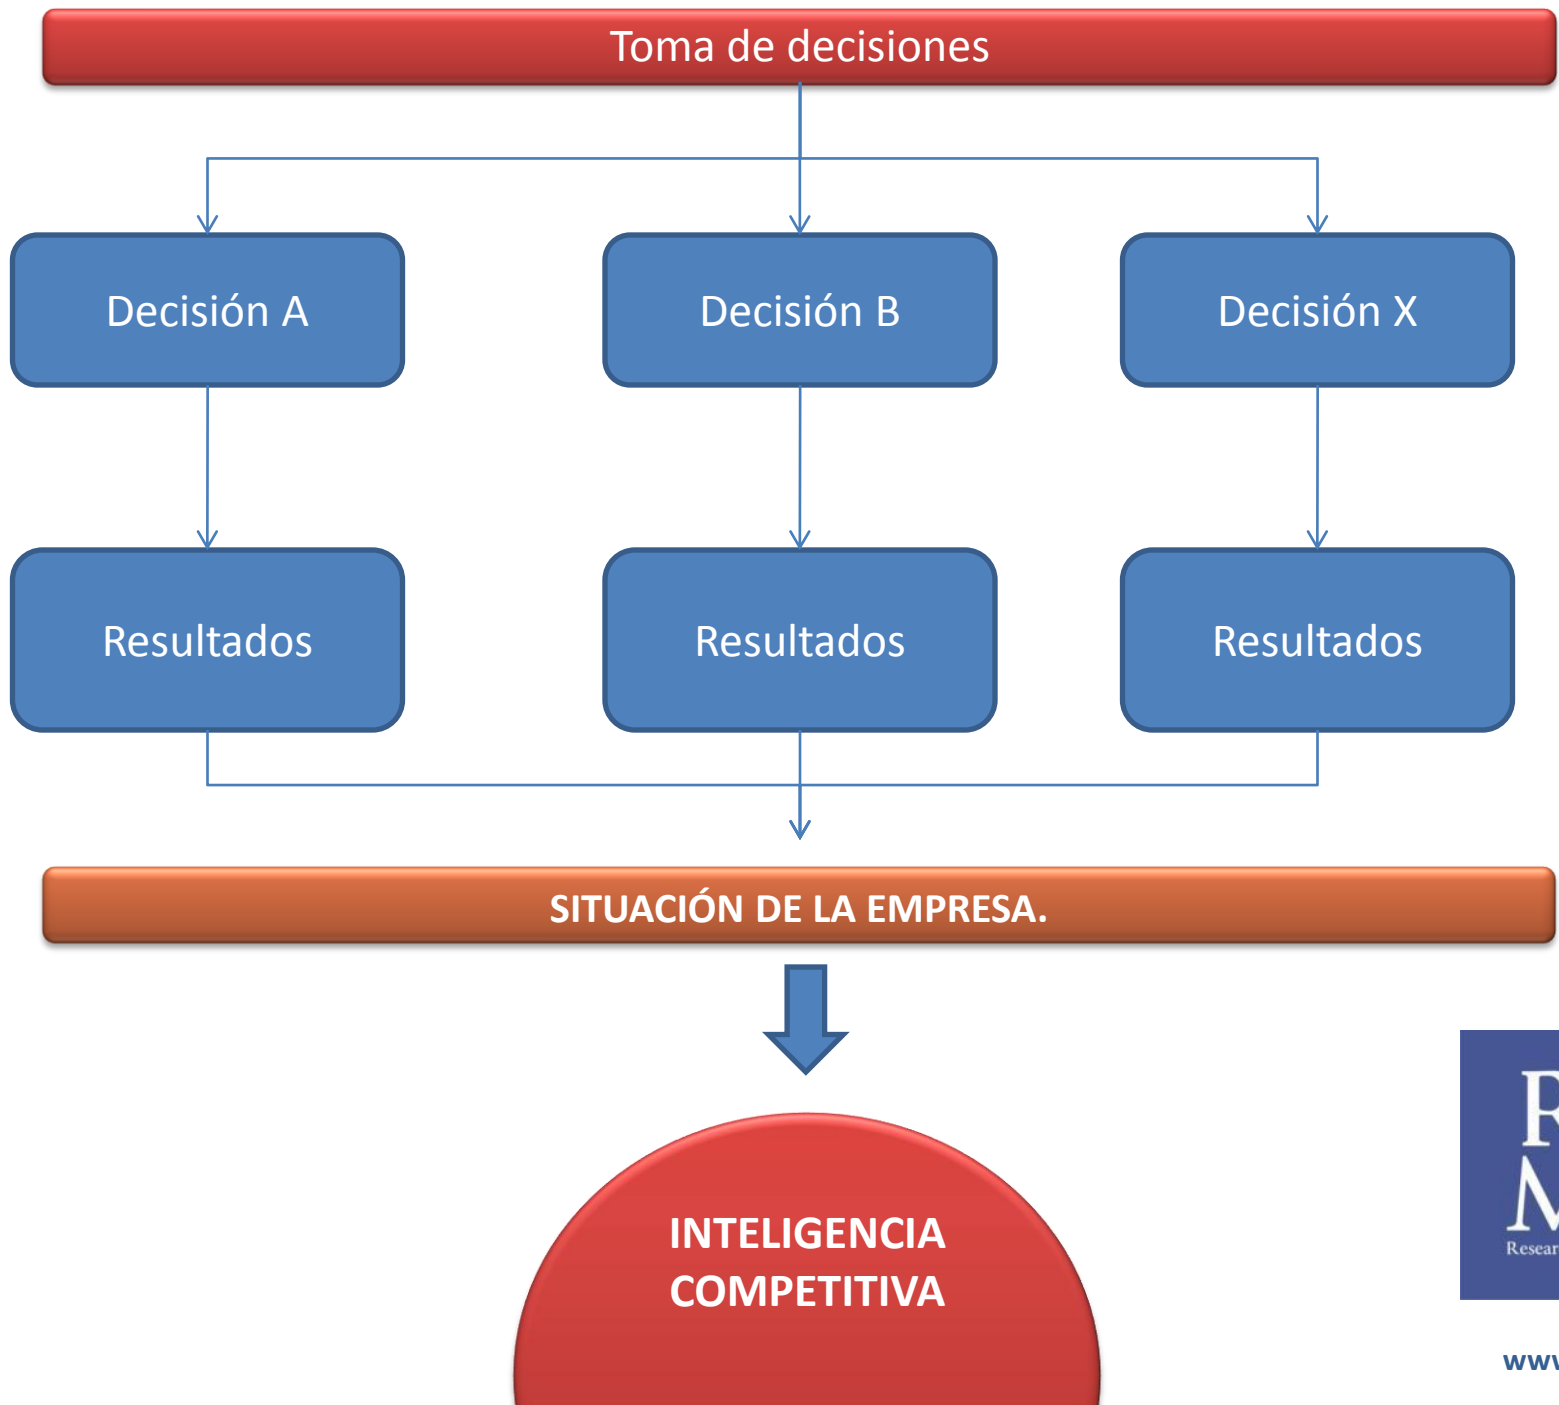 Toma de decisiones
Decisión A
Decisión B
Decisión X
Resultados
Resultados
Resultados
SITUACIÓN DE LA EMPRESA.
INTELIGENCIA
COMPETITIVA
R